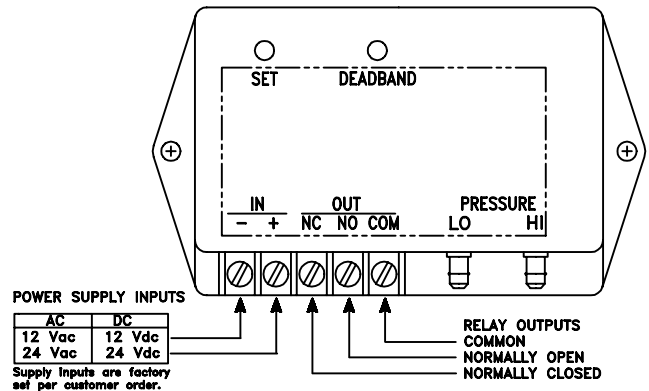 SET DEADBAND
IN OUT PRESSURE
- + NC NO COM LO HI
POWER SUPPLY INPUTS
AC DC
12 Vac 12 Vdc
24 Vac 24 Vdc
Supply Inputs are factory
set per customer order.
RELAY OUTPUTS
COMMON
NORMALLY OPEN
NORMALLY CLOSED